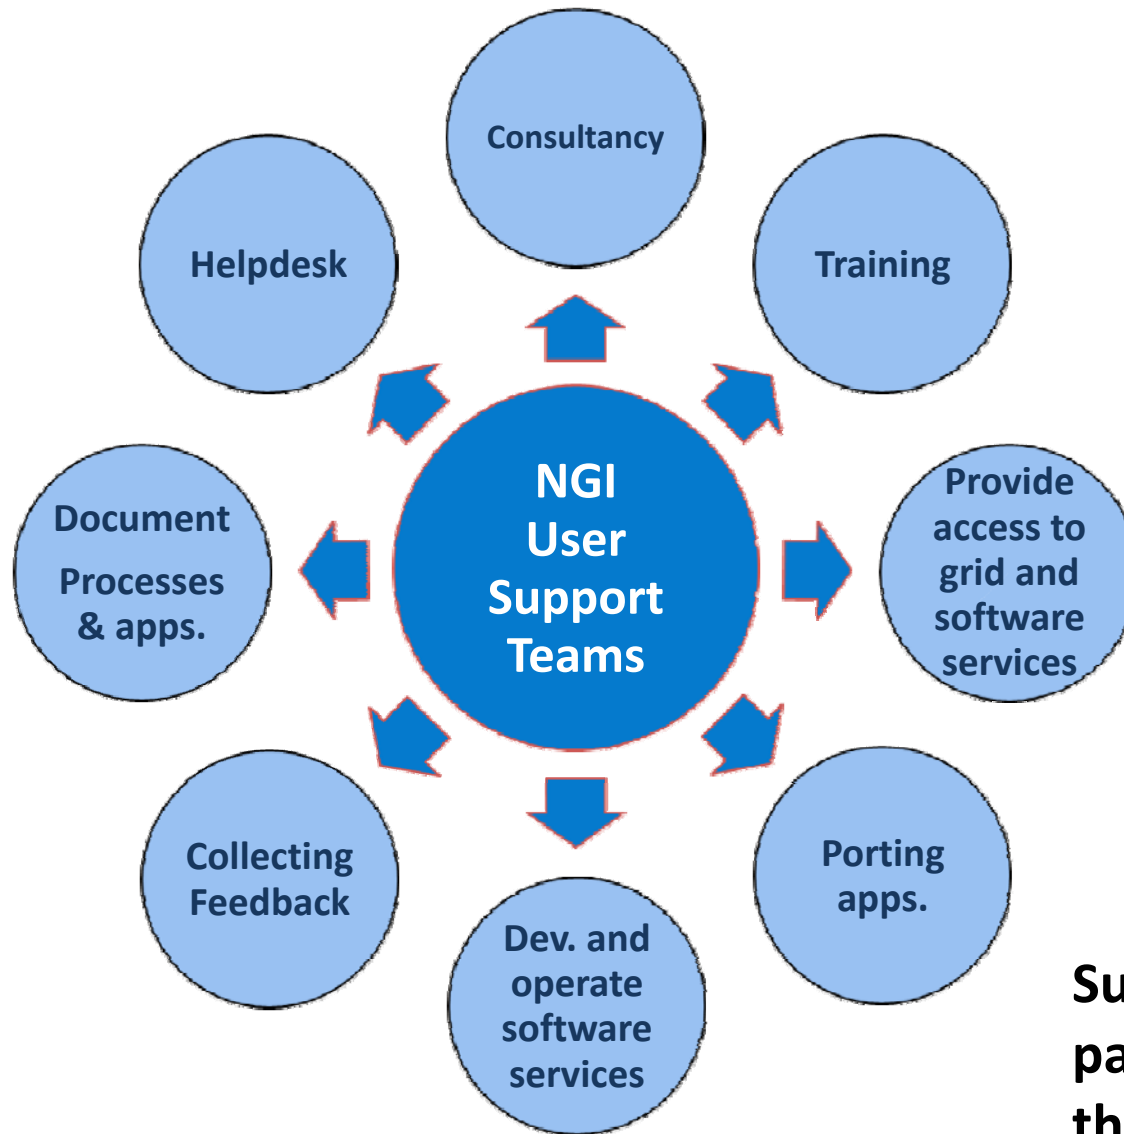 Consultancy
Helpdesk
Training
NGI
User
Support
Teams
Document
Processes
& apps.
Provide
access to
grid and
software
services
Collecting
Feedback
Porting
apps.
Dev. and
operate
software
services